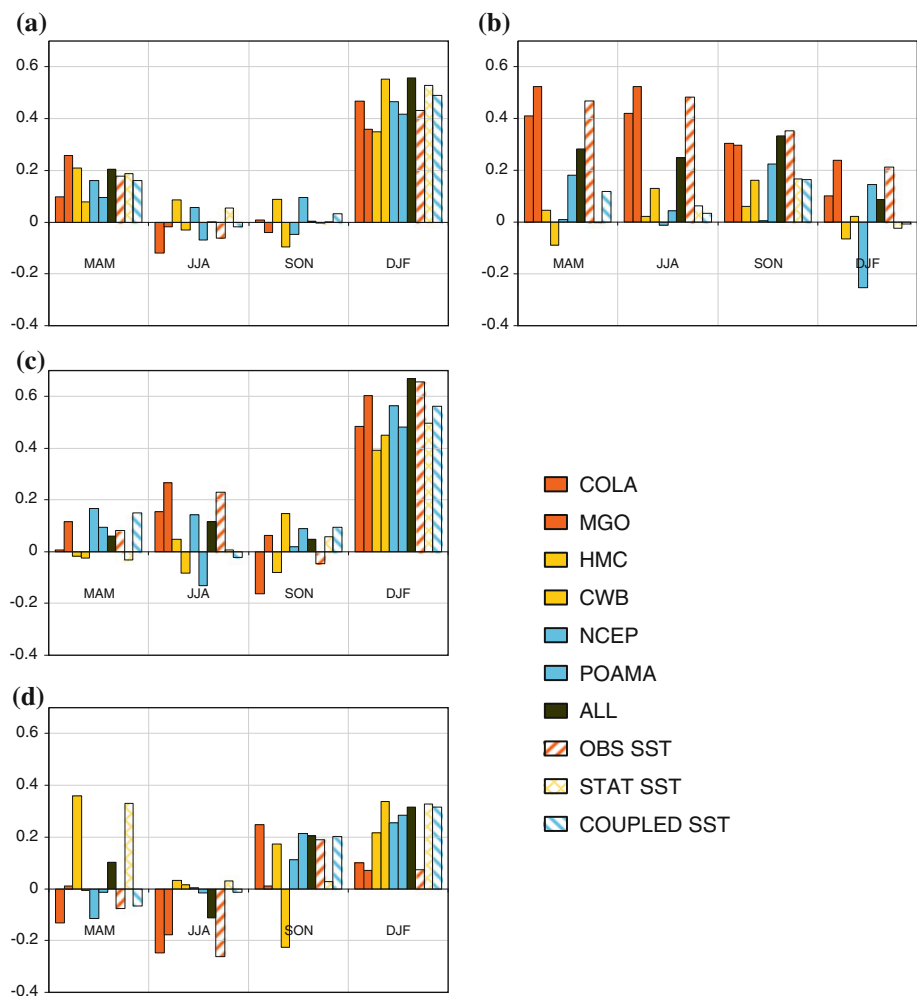 (a)
0.6
0.4
0.2
0
-0.2
-0.4
MAM JJA SON DJF
(b)
0.6
0.4
0.2
0
-0.2
-0.4
MAM JJA SON DJF
(c)
0.6
0.4
0.2
0
-0.2
-0.4
MAM JJA SON DJF
(d)
0.6
0.4
0.2
0
-0.2
-0.4
MAM JJA SON DJF
COLA
MGO
HMC
CWB
NCEP
POAMA
ALL
OBS SST
STAT SST
COUPLED SST